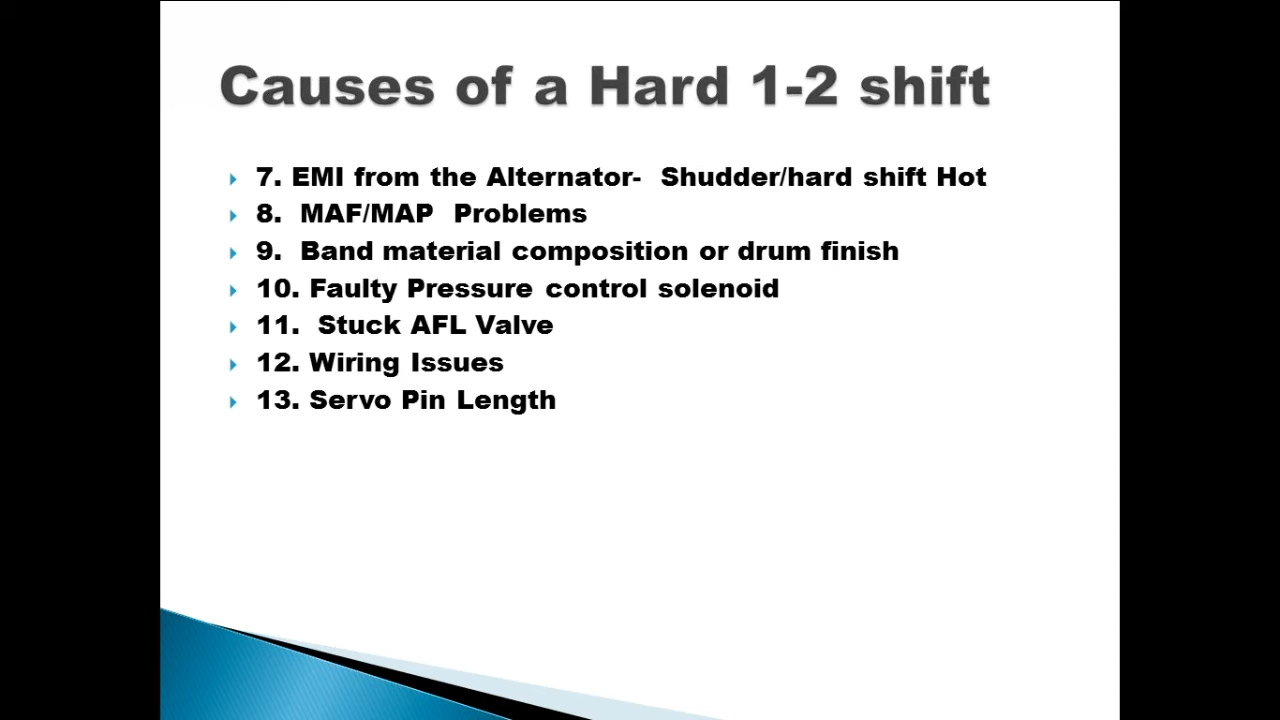 Causes of a Hard 1-2 shift
7. EMI from the Alternator-  Shudder/hard shift Hot
8.  MAF/MAP  Problems
9.  Band material composition or drum finish
10. Faulty Pressure control solenoid
11.  Stuck AFL Valve
12. Wiring Issues
13. Servo Pin Length